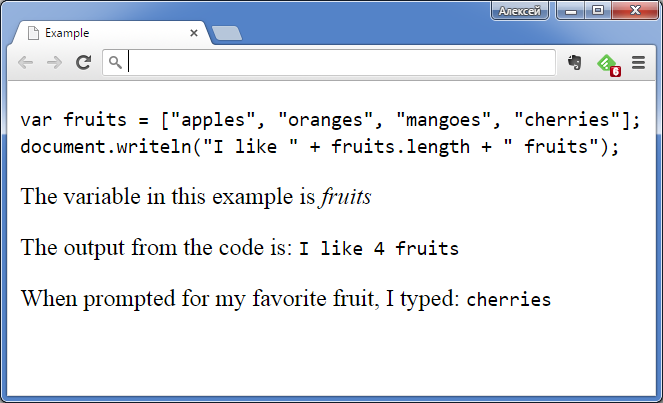 Алексей
Example
6
var fruits = ["apples", "oranges", "mangoes", "cherries"];
document.writeln("I like " + fruits.length + " fruits");
The variable in this example is fruits
The output from the code is: I like 4 fruits
When prompted for my favorite fruit, I typed: cherries